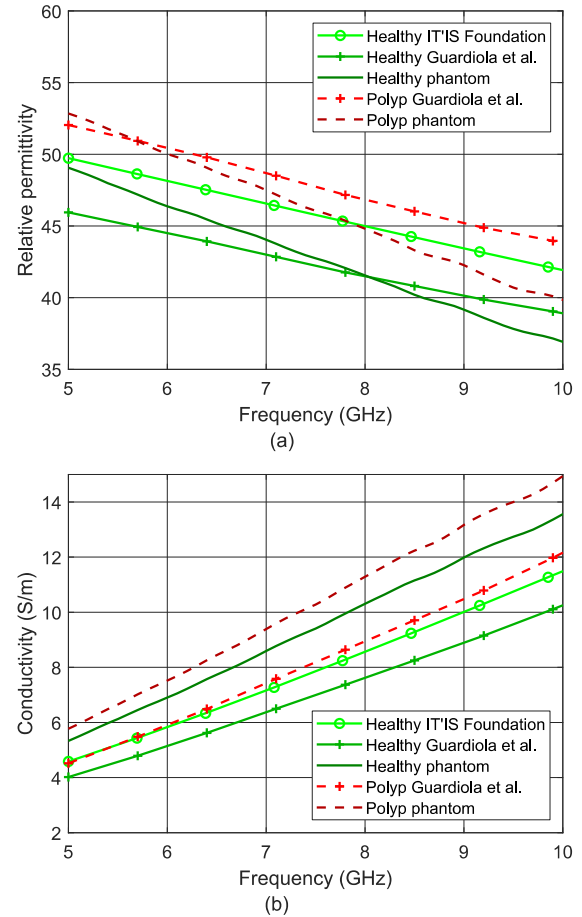 60
55
50
45
40
35
Relative permittivity
Healthy IT'IS Foundation
Healthy Guardiola et al.
Healthy phantom
Polyp Guardiola et al.
Polyp phantom
5 6 7 8 9 10
Frequency (GHz)
(a)
14
12
10
8
6
4
2
Conductivity (S/m)
Healthy IT'IS Foundation
Healthy Guardiola et al.
Healthy phantom
Polyp Guardiola et al.
Polyp phantom
5 6 7 8 9 10
Frequency (GHz)
(b)